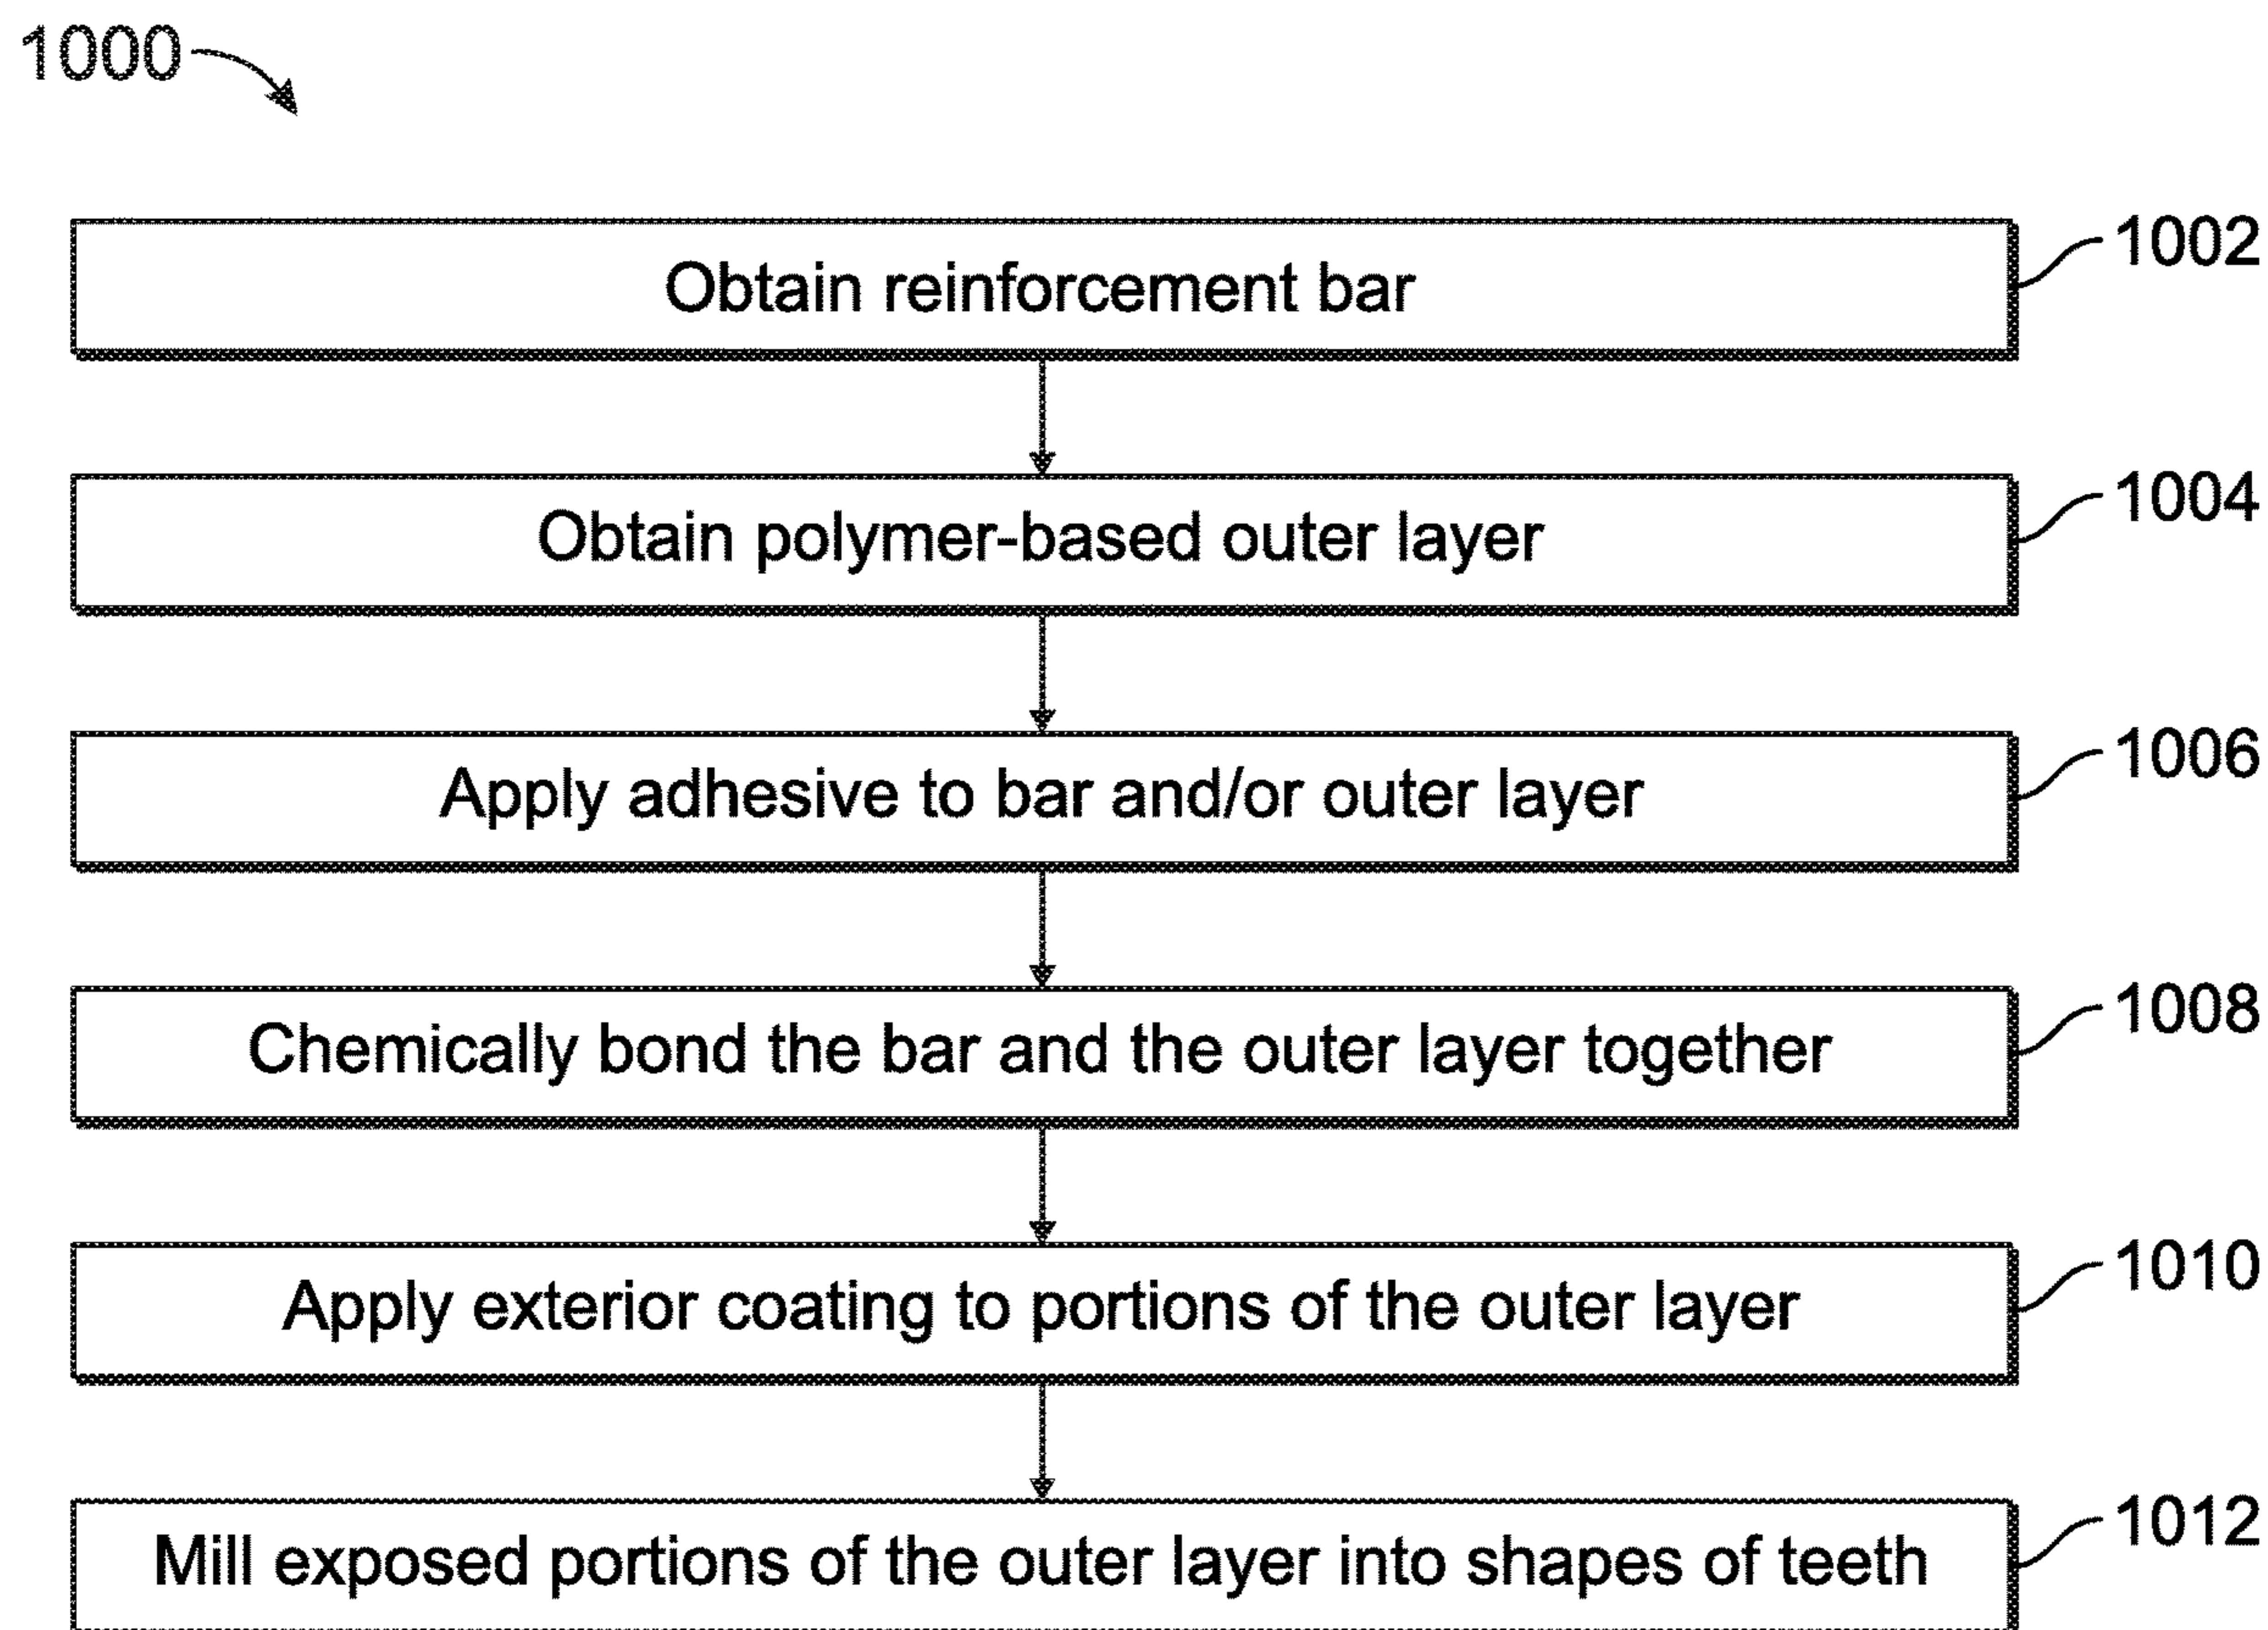 1000
Obtain reinforcement bar 1002
Obtain polymer-based outer layer 1004
Apply adhesive to bar and/or outer layer 1006
Chemically bond the bar and the outer layer together 1008
Apply exterior coating to portions of the outer layer 1010
Mill exposed portions of the outer layer into shapes of teeth 1012